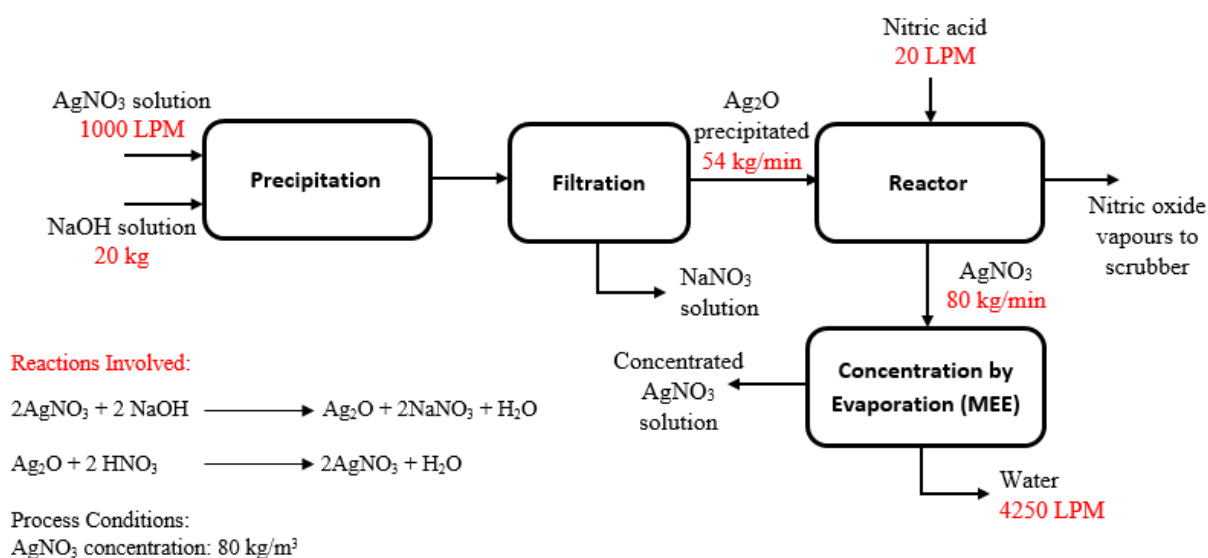 Nitric acid
20 LPM
AgNO₃ solution
1000 LPM
Precipitation
NaOH solution
20 kg
Filtration
Ag₂O
precipitated
54 kg/min
Reactor
Nitric oxide
vapours to
scrubber
NaNO₃
solution
AgNO₃
80 kg/min
Concentrated
AgNO₃
solution
Concentration by
Evaporation (MEE)
Water
4250 LPM
Reactions Involved:
2AgNO₃ + 2 NaOH → Ag₂O + 2NaNO₃ + H₂O
Ag₂O + 2 HNO₃ → 2AgNO₃ + H₂O
Process Conditions:
AgNO₃ concentration: 80 kg/m³